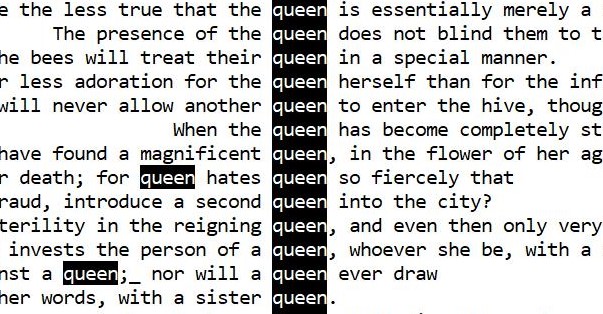 e the less true that the queen is essentially merely a
The presence of the queen does not blind them to t
he bees will treat their queen in a special manner.
r less adoration for the queen herself than for the inf
will never allow another queen to enter the hive, thoug
When the queen has become completely st
have found a magnificent queen, in the flower of her ag
r death; for queen hates queen so fiercely that
raud, introduce a second queen into the city?
terility in the reigning queen, and even then only very
invests the person of a queen, whoever she be, with a
nst a queen;_ nor will a queen ever draw
her words, with a sister queen.